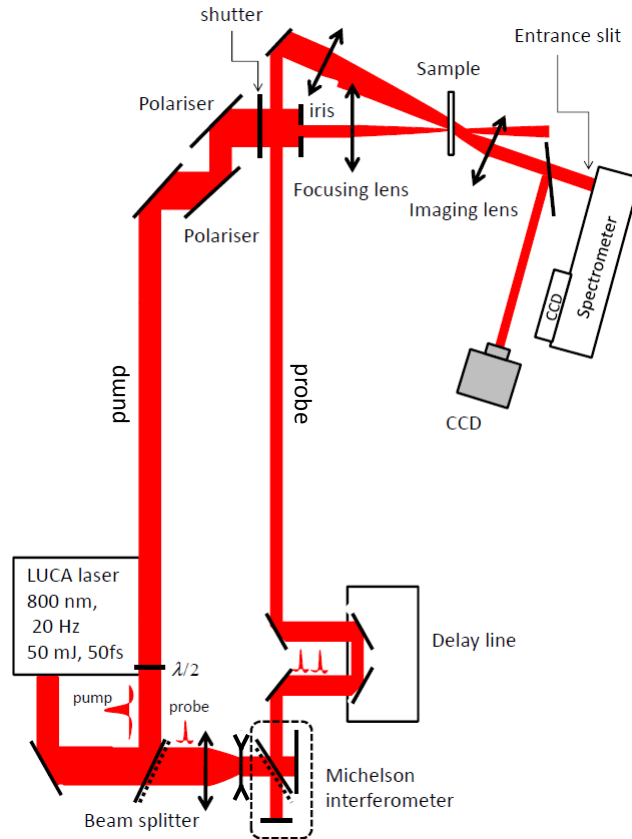 shutter
Entrance slit
Sample
Polariser
iris
Focusing lens
Imaging lens
Polariser
Spectrometer
CCD
pump
probe
CCD
LUCA laser
800 nm,
20 Hz
50 mJ, 50fs
Delay line
λ/2
pump
probe
Michelson
interferometer
Beam splitter